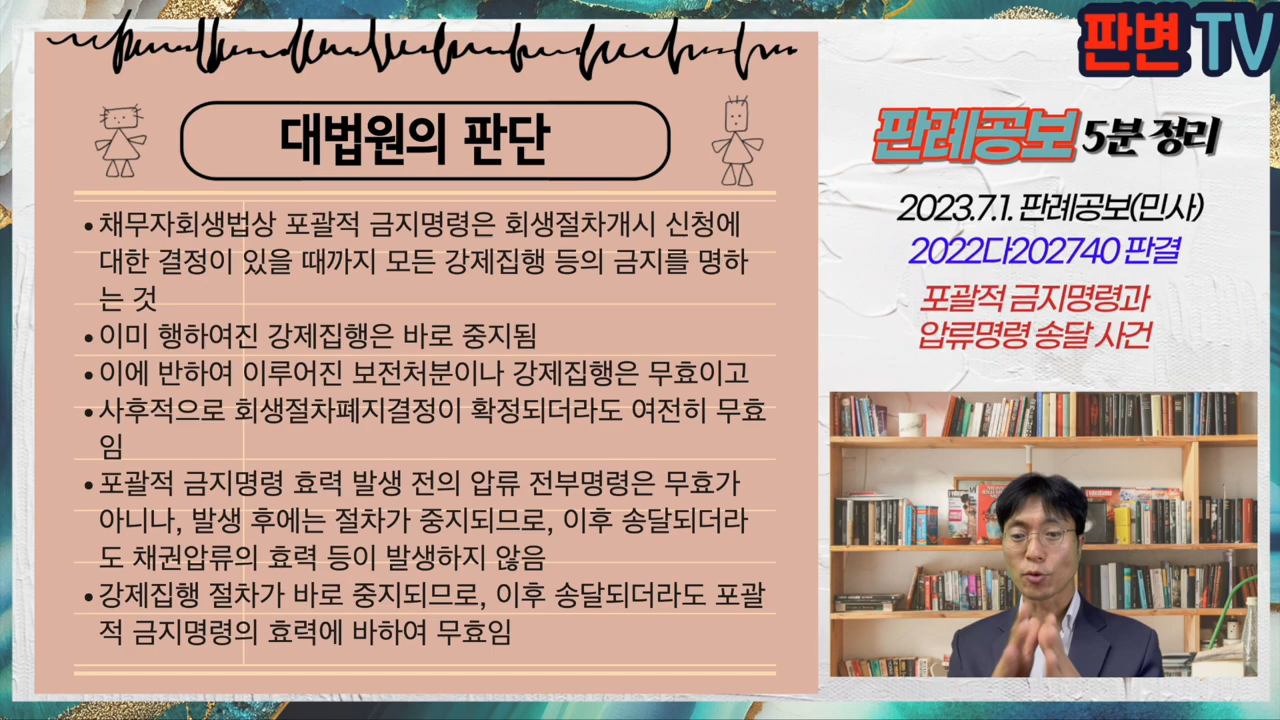 판변 TV
대법원의 판단
• 채무자회생법상 포괄적 금지명령은 회생절차개시 신청에
대한 결정이 있을 때까지 모든 강제집행 등의 금지를 명하
는 것
• 이미 행하여진 강제집행은 바로 중지됨
• 이에 반하여 이루어진 보전처분이나 강제집행은 무효이고
• 사후적으로 회생절차폐지결정이 확정되더라도 여전히 무효
임
• 포괄적 금지명령 효력 발생 전의 압류 전부명령은 무효가
아니나, 발생 후에는 절차가 중지되므로, 이후 송달되더라
도 채권압류의 효력 등이 발생하지 않음
• 강제집행 절차가 바로 중지되므로, 이후 송달되더라도 포괄
적 금지명령의 효력에 바하여 무효임
판례공보 5분 정리
2023.7.1. 판례공보(민사)
2022다202740 판결
포괄적 금지명령과
압류명령 송달 사건